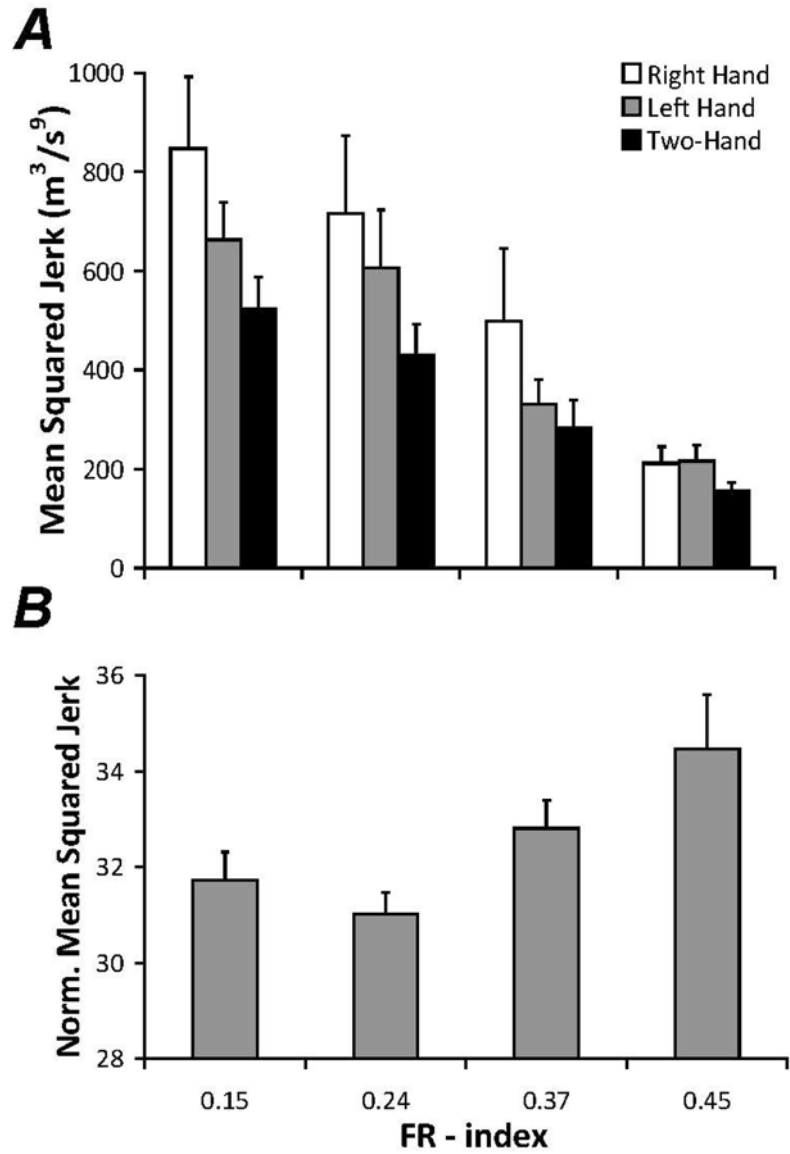 A
Mean Squared Jerk (m³/s⁹)
1000
800
600
400
200
0
Right Hand
Left Hand
Two-Hand
B
Norm. Mean Squared Jerk
36
34
32
30
28
0.15 0.24 0.37 0.45
FR - index